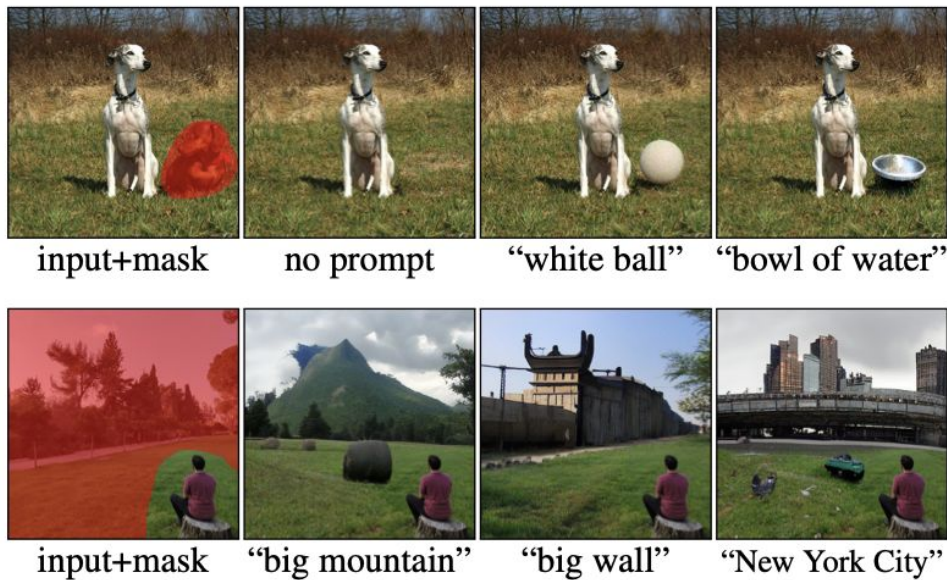 input+mask
no prompt
“white ball”
“bowl of water”
input+mask
“big mountain”
“big wall”
“New York City”